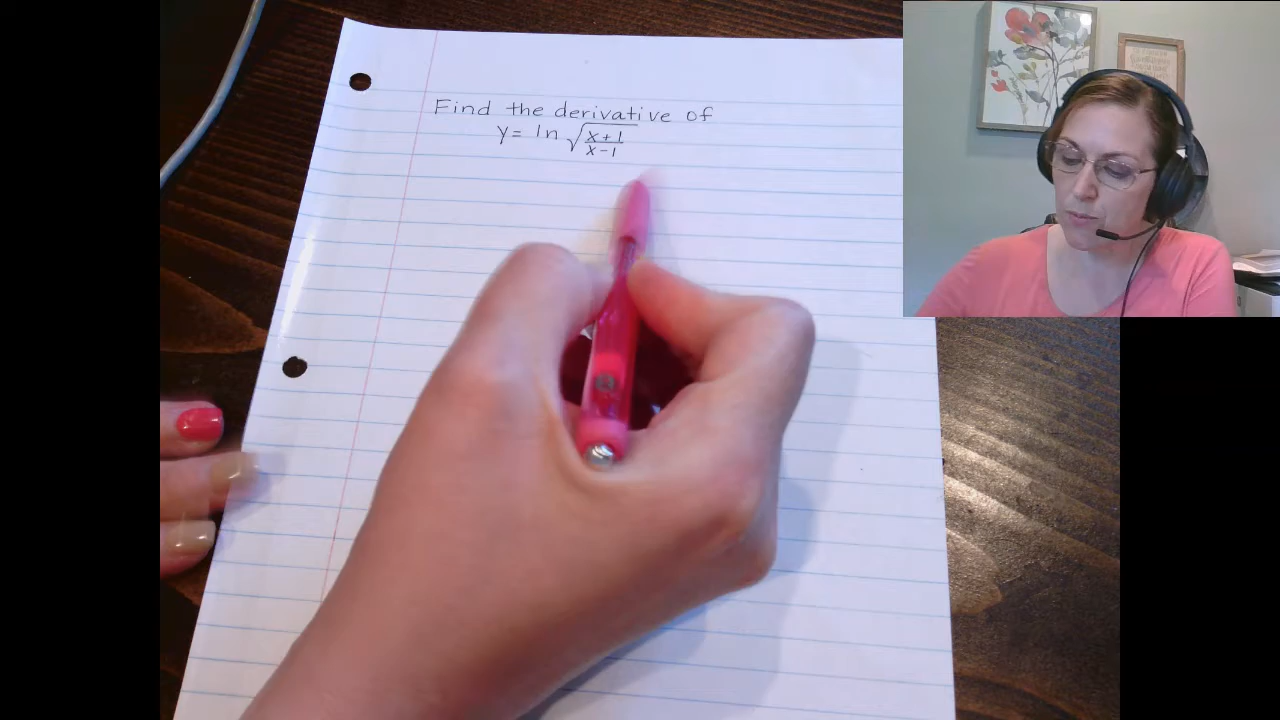 Find the derivative of
y = ln √(x+1/x-1)